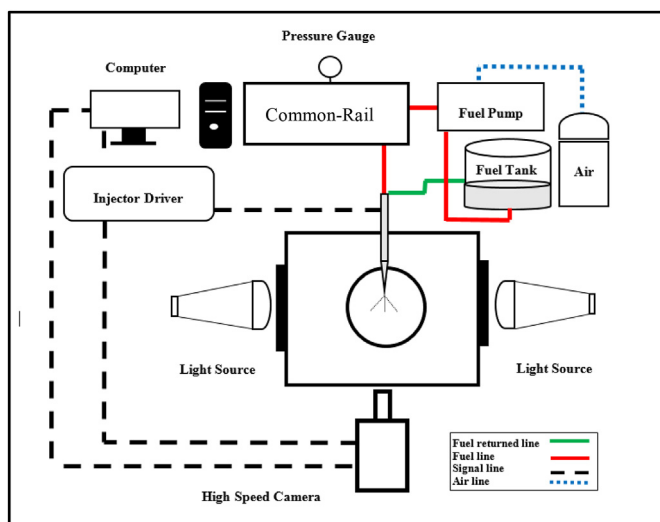 Pressure Gauge
Computer
Common-Rail
Fuel Pump
Fuel Tank
Air
Injector Driver
Light Source
Light Source
High Speed Camera
Fuel returned line
Fuel line
Signal line
Air line